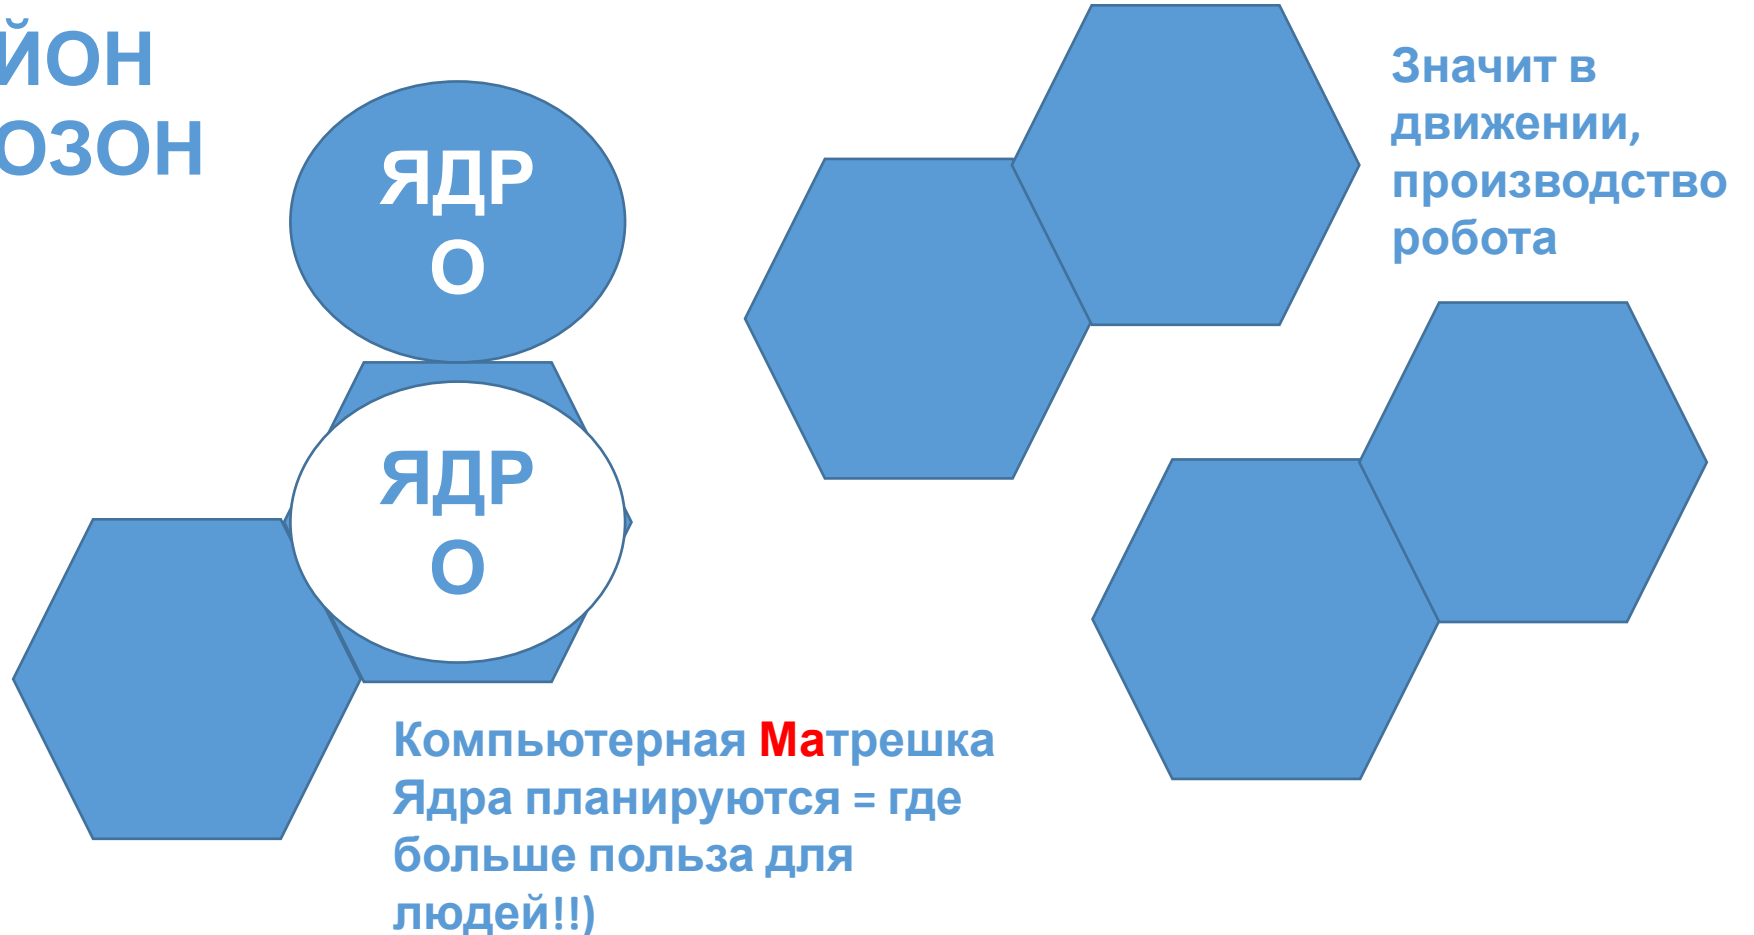 ЙОН
ОЗОН
ЯДР
О
ЯДР
О
Значит в
движении,
производство
робота
Компьютерная Матрешка
Ядра планируются = где
больше польза для
людей!!)